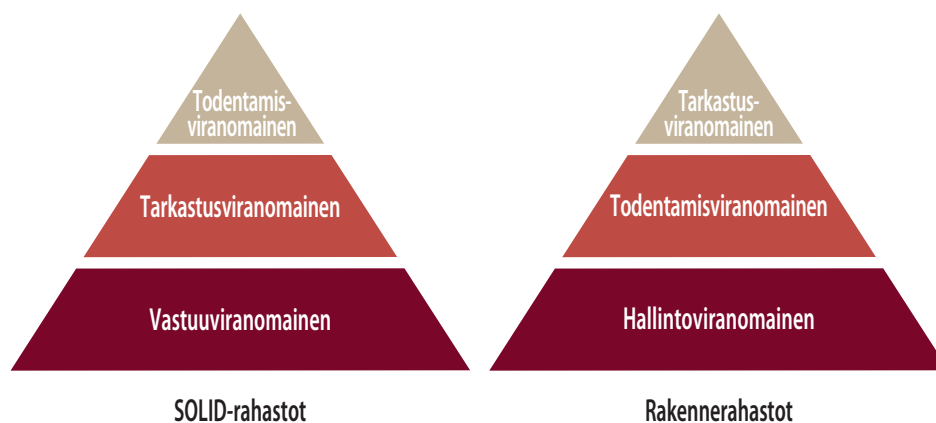 Todentamis-
viranomainen
Tarkastusviranomainen
Vastuuviranomainen
SOLID-rahastot
Tarkastus-
viranomainen
Todentamisviranomainen
Hallintoviranomainen
Rakennerahastot